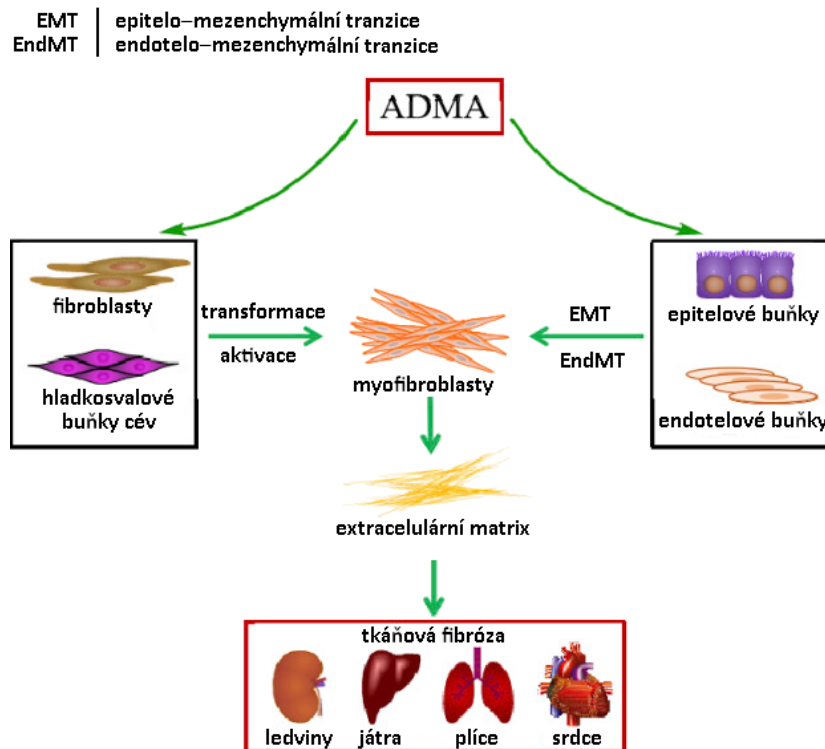 EMT epitelo–mezenchymální tranzice
EndMT endotelo–mezenchymální tranzice
ADMA
fibroblasty
hladkosvalové
buňky cév
transformace
aktivace
myofibroblasty
EMT
EndMT
epitelové buňky
endotelové buňky
extracelulární matrix
tkáňová fibróza
ledviny játra plíce srdce